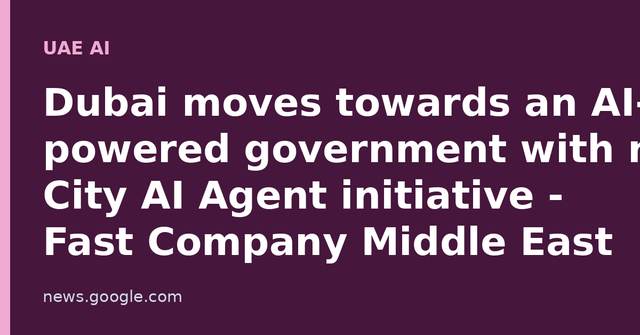 UAE AI
Dubai moves towards an AI-
powered government with
City AI Agent initiative -
Fast Company Middle East
news.google.com